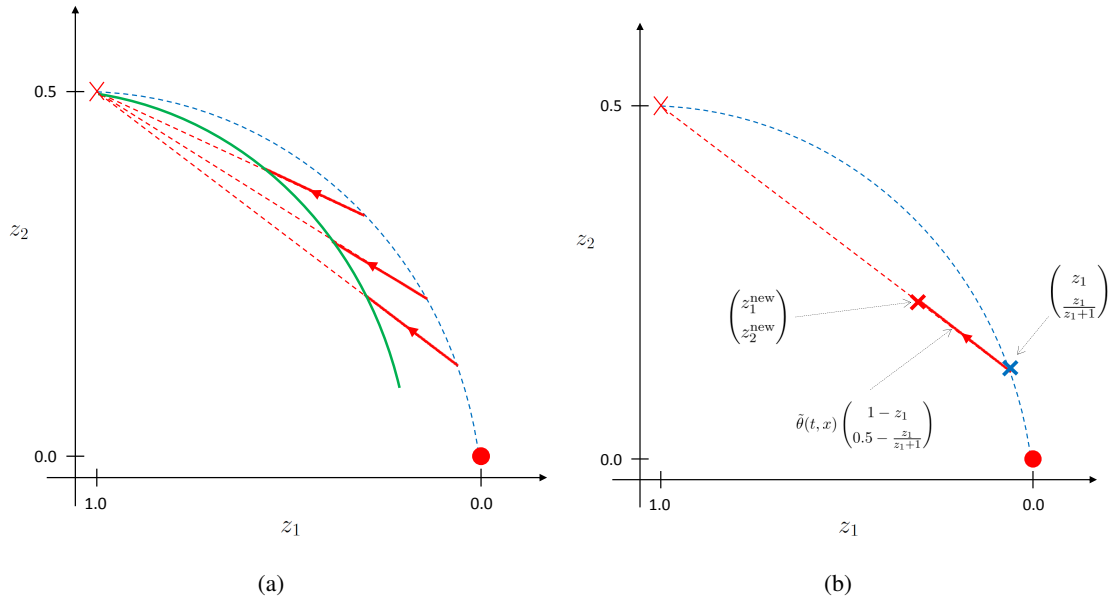 0.5
z₂
0.0
1.0
0.0
z₁
(a)
0.5
z₂
0.0
1.0
0.0
z₁
(z₁ⁿᵉʷ
z₂ⁿᵉʷ)
(z₁
z₁/(z₁+1))
θ̃(t, x) (1 − z₁
0.5 − z₁/(z₁+1))
(b)